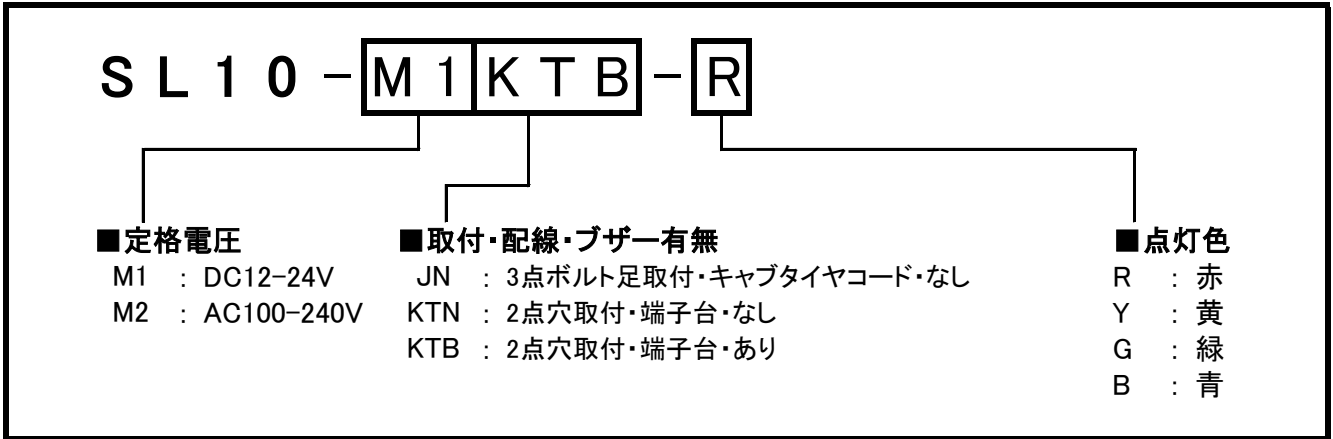 SL10-M1KTB-R
■定格電圧
M1 : DC12-24V
M2 : AC100-240V
■取付・配線・ブザー有無
JN : 3点ボルト足取付・キャブタイヤコード・なし
KTN : 2点穴取付・端子台・なし
KTB : 2点穴取付・端子台・あり
■点灯色
R : 赤
Y : 黄
G : 緑
B : 青